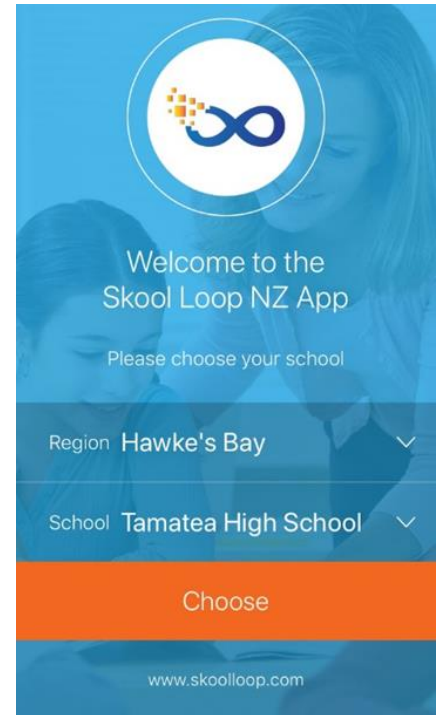 Welcome to the
Skool Loop NZ App
Please choose your school
Region Hawke's Bay
School Tamatea High School
Choose
www.skoolloop.com